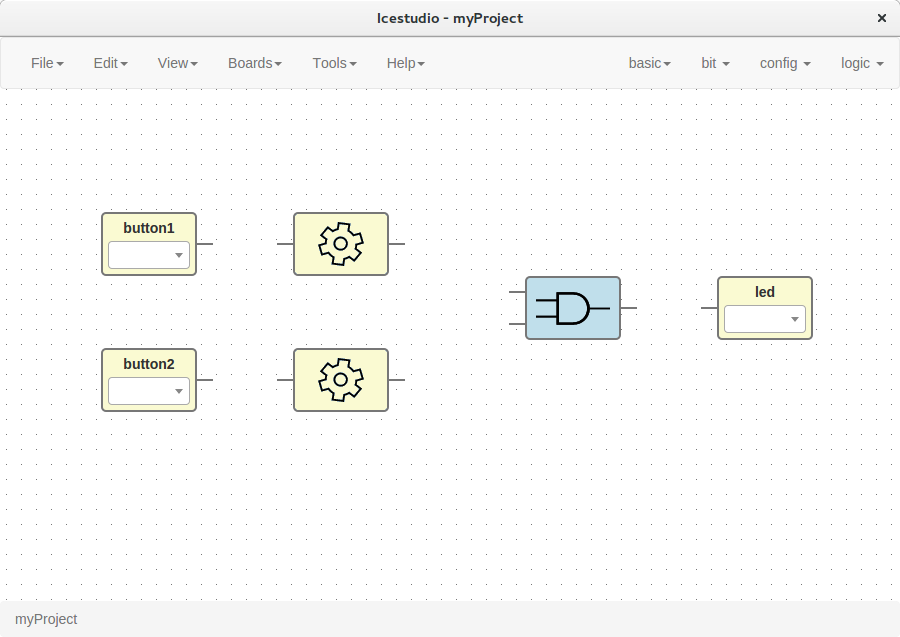 Icestudio - myProject
File Edit View Boards Tools Help basic bit config logic
button1
led
button2
myProject